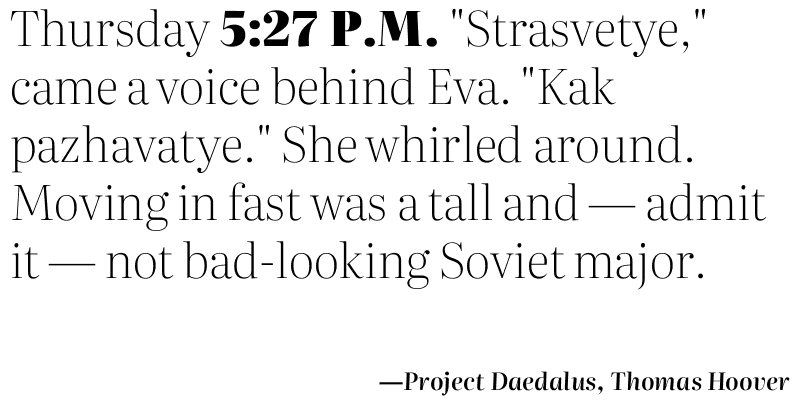 Thursday 5:27 P.M. "Strasvetye,"
came a voice behind Eva. "Kak
pazhavatye." She whirled around.
Moving in fast was a tall and — admit
it — not bad-looking Soviet major.
—Project Daedalus, Thomas Hoover